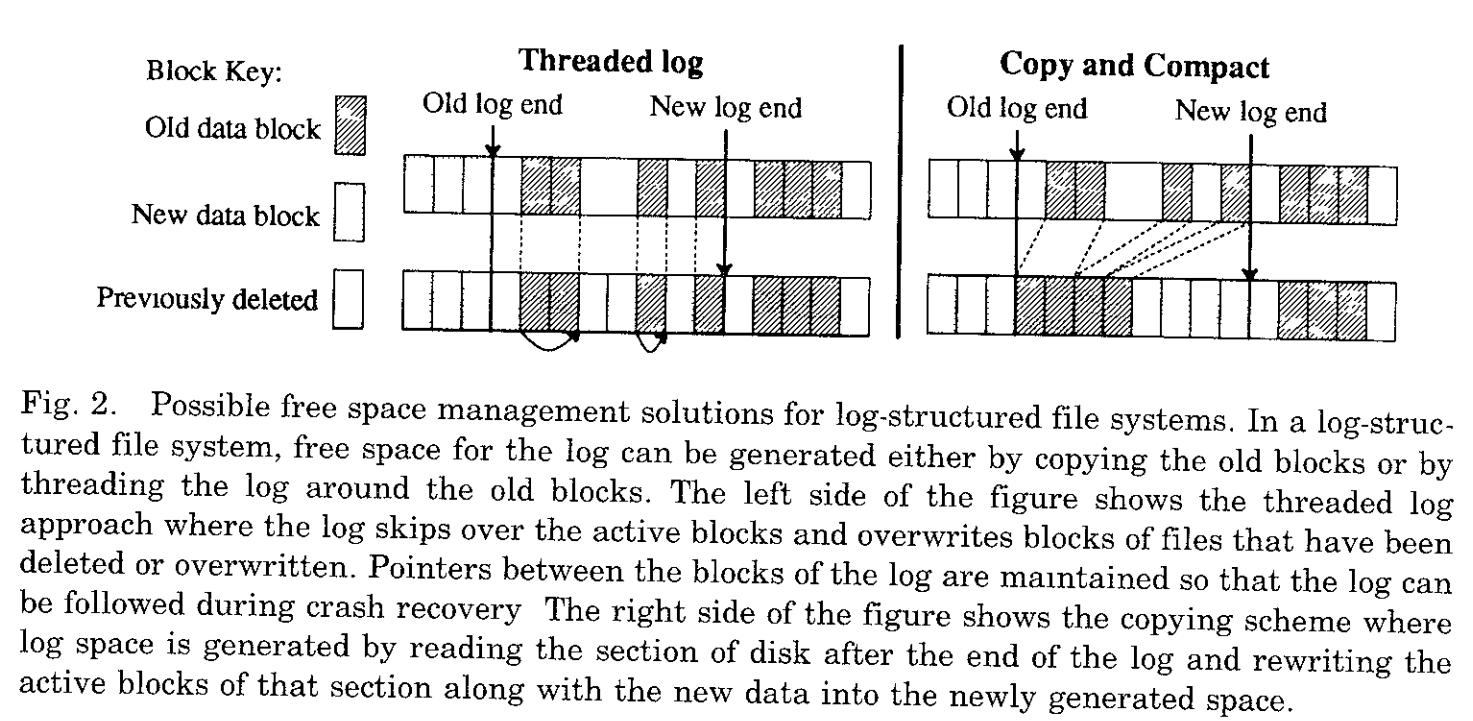 Block Key:
Threaded log
Copy and Compact
Old log end
New log end
Old log end
New log end
Old data block
New data block
Previously deleted
Fig. 2. Possible free space management solutions for log-structured file systems. In a log-struc-
tured file system, free space for the log can be generated either by copying the old blocks or by
threading the log around the old blocks. The left side of the figure shows the threaded log
approach where the log skips over the active blocks and overwrites blocks of files that have been
deleted or overwritten. Pointers between the blocks of the log are maintained so that the log can
be followed during crash recovery The right side of the figure shows the copying scheme where
log space is generated by reading the section of disk after the end of the log and rewriting the
active blocks of that section along with the new data into the newly generated space.